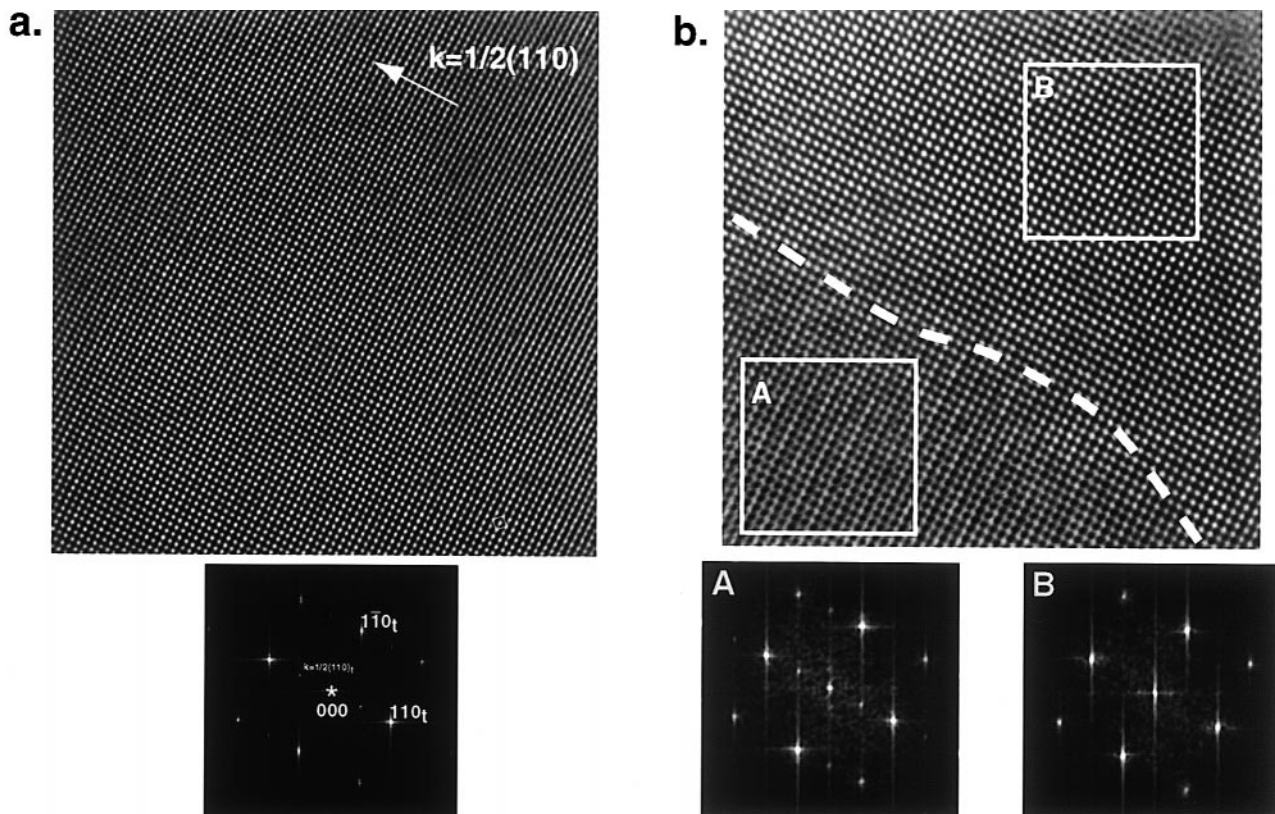 a.
k=1/2(110)
11̄0t
k=1/2(110)t
*
000
110t
b.
B
A
A
B